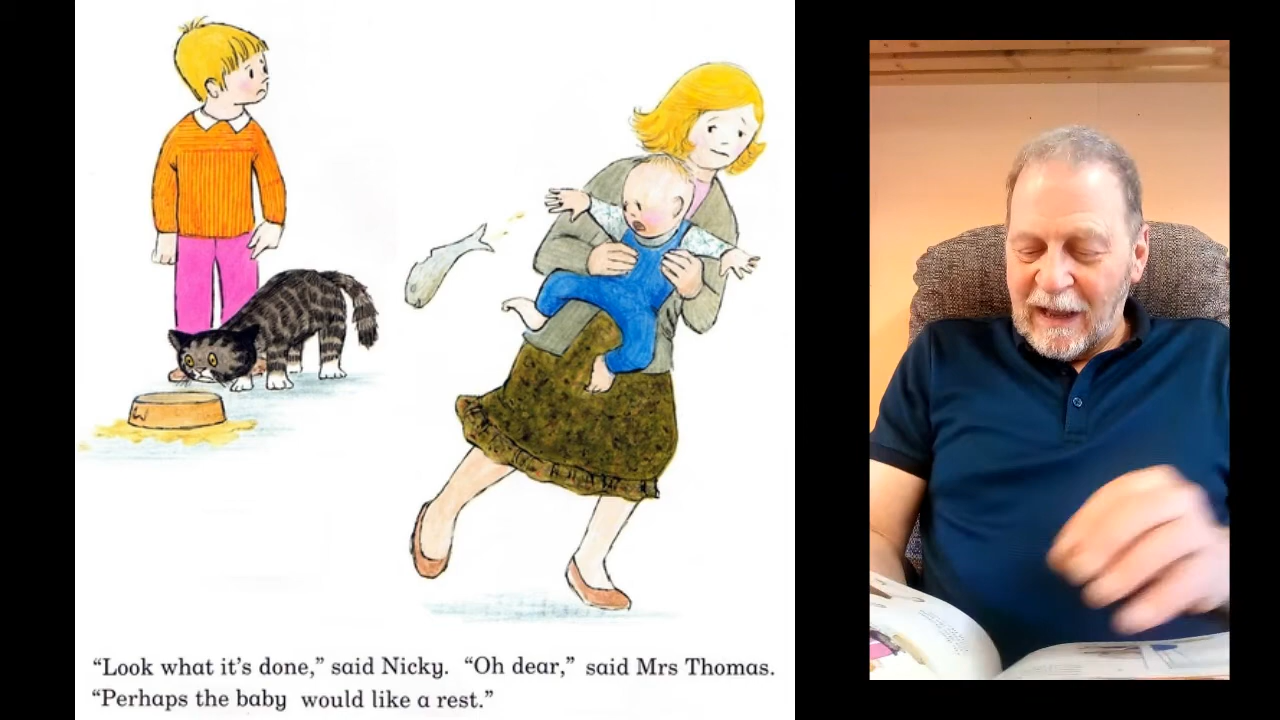 “Look what it’s done,” said Nicky. “Oh dear,” said Mrs Thomas.
“Perhaps the baby would like a rest.”